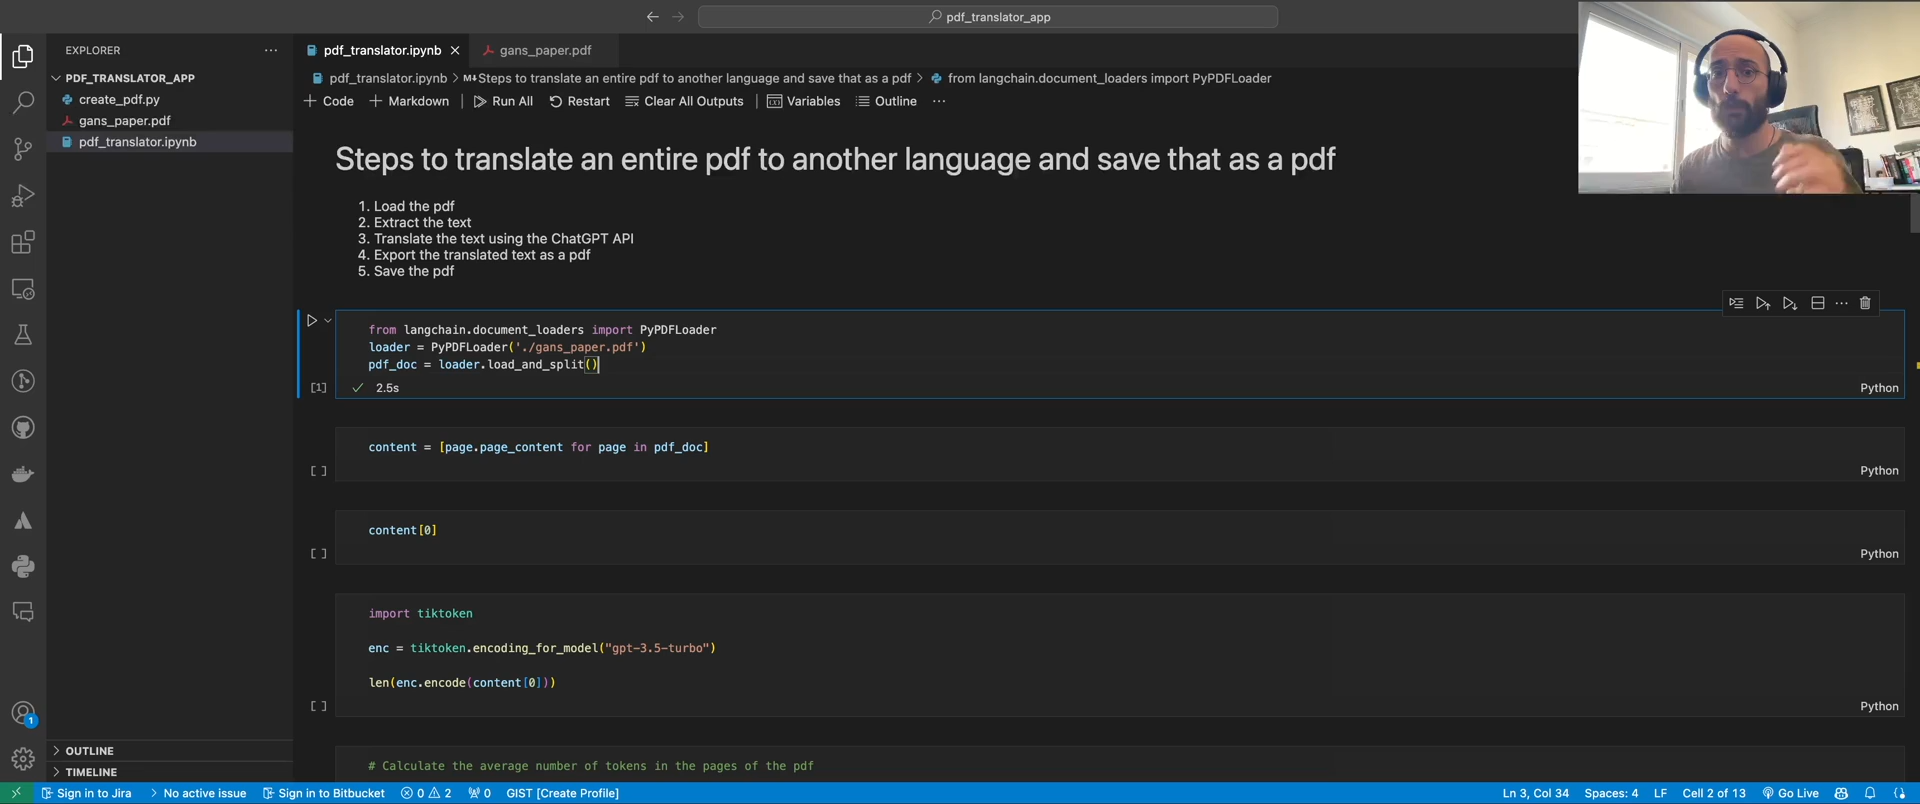 pdf_translator_app
EXPLORER
pdf_translator.ipynb
gans_paper.pdf
PDF_TRANSLATOR_APP
create_pdf.py
gans_paper.pdf
pdf_translator.ipynb
pdf_translator.ipynb > M↓Steps to translate an entire pdf to another language and save that as a pdf > from langchain.document_loaders import PyPDFLoader
+ Code + Markdown | Run All Restart Clear All Outputs | Variables Outline ...
Steps to translate an entire pdf to another language and save that as a pdf
1. Load the pdf
2. Extract the text
3. Translate the text using the ChatGPT API
4. Export the translated text as a pdf
5. Save the pdf
from langchain.document_loaders import PyPDFLoader
loader = PyPDFLoader('./gans_paper.pdf')
pdf_doc = loader.load_and_split()
[1] ✓ 2.5s Python
content = [page.page_content for page in pdf_doc]
[ ] Python
content[0]
[ ] Python
import tiktoken
enc = tiktoken.encoding_for_model("gpt-3.5-turbo")
len(enc.encode(content[0]))
[ ] Python
# Calculate the average number of tokens in the pages of the pdf
1
OUTLINE
TIMELINE
Sign in to Jira > No active issue Sign in to Bitbucket 0 2 0 GIST [Create Profile] Ln 3, Col 34 Spaces: 4 LF Cell 2 of 13 Go Live